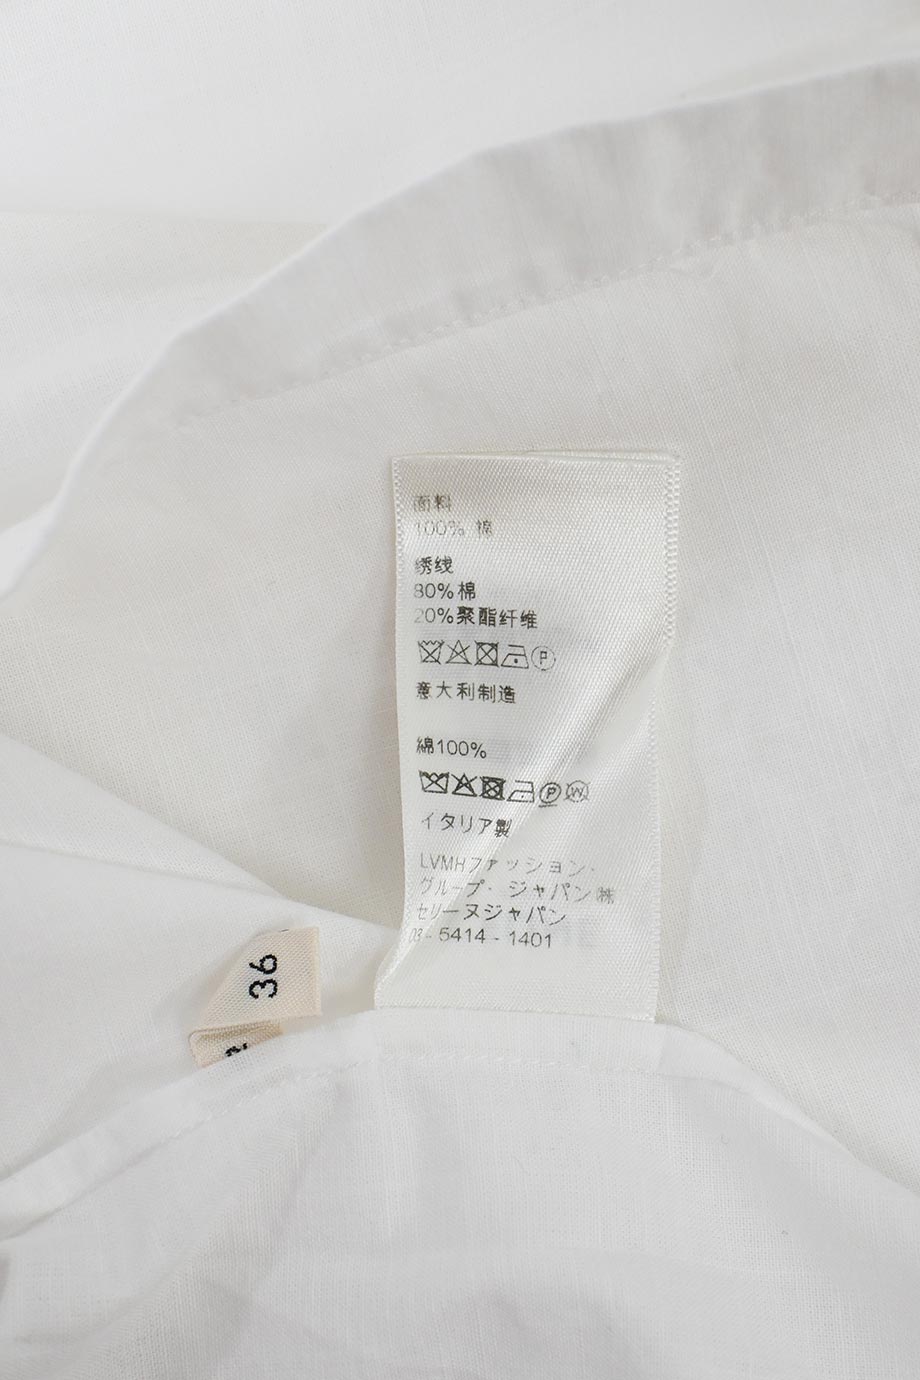 面料
100% 棉
绣线
80% 棉
20% 聚酯纤维
P
意大利制造
綿100%
P W
イタリア製
LVMHファッション・
グループ・ジャパン㈱
セリーヌジャパン
03-5414-1401
36